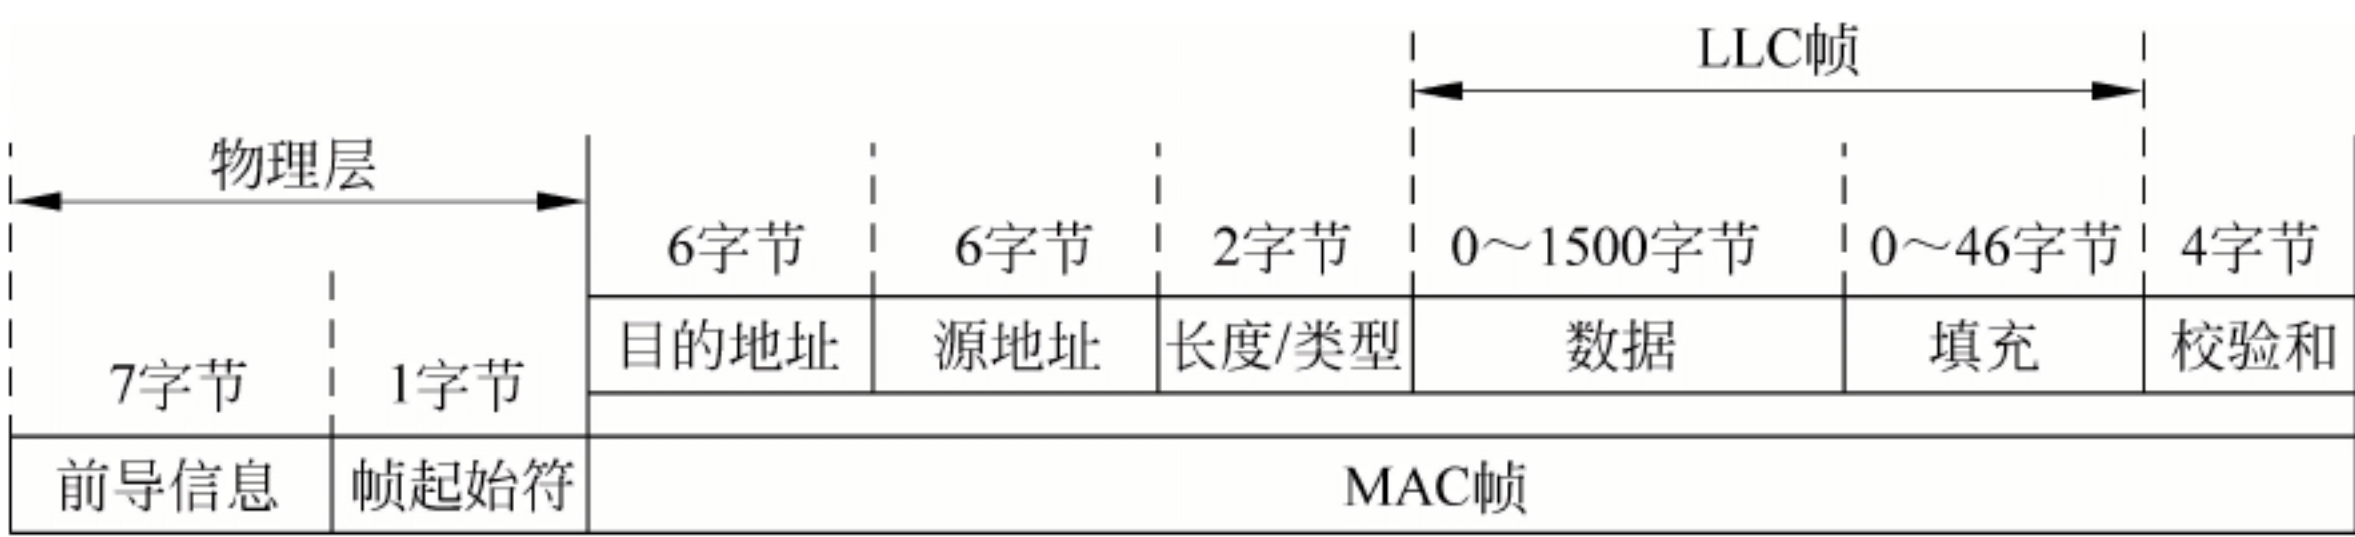 LLC帧
物理层
6字节 6字节 2字节 0～1500字节 0～46字节 4字节
目的地址 源地址 长度/类型 数据 填充 校验和
7字节 1字节
前导信息 帧起始符 MAC帧